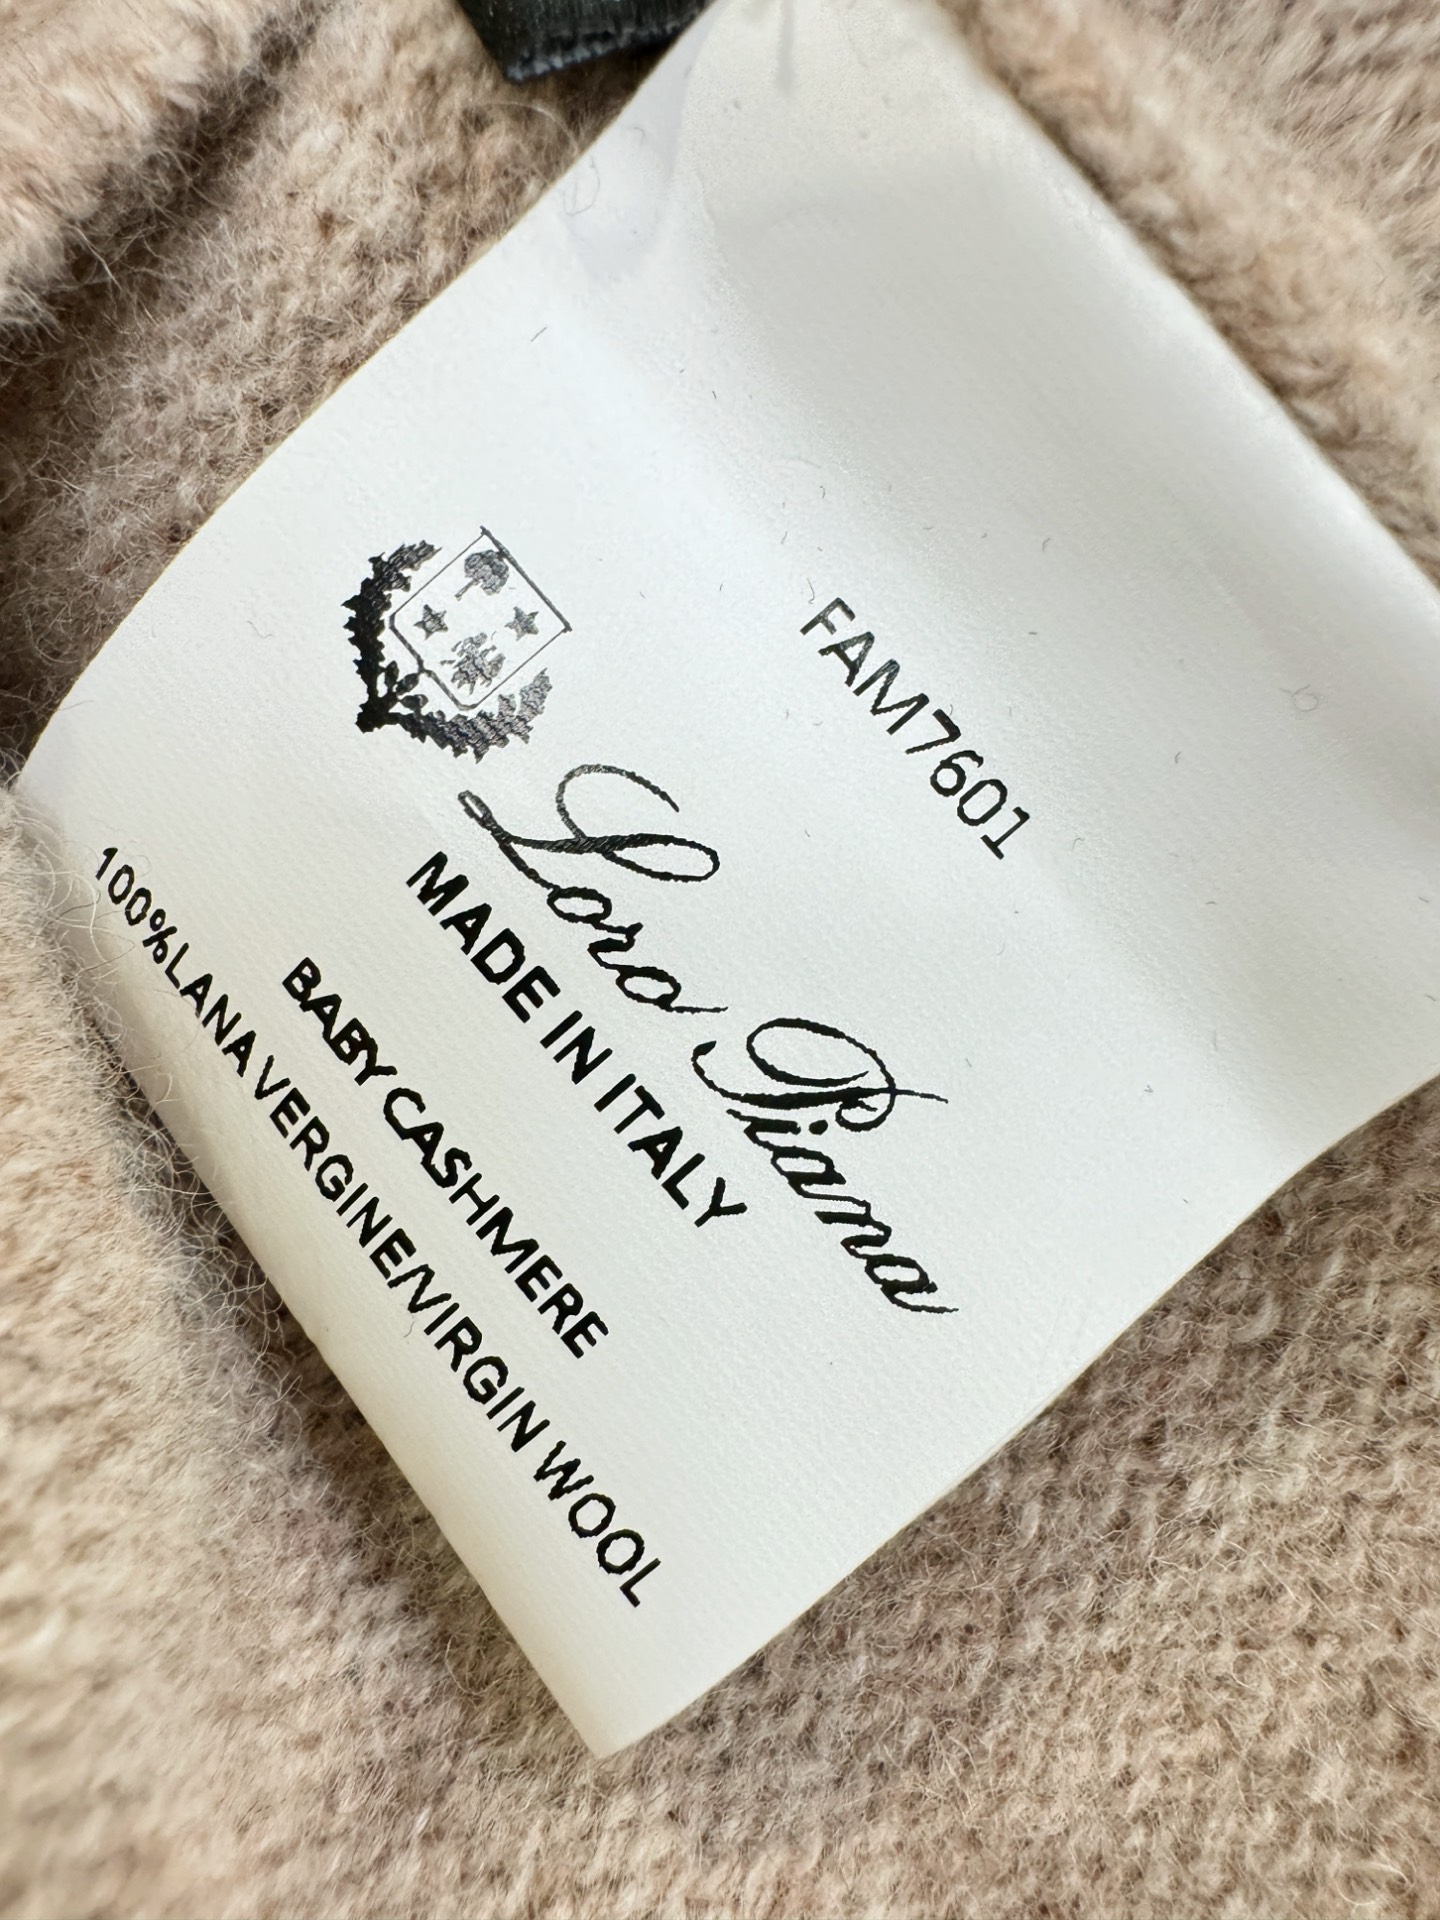 FAM7601
Loro Piana
MADE IN ITALY
BABY CASHMERE
100%LANA VERGINE/VIRGIN WOOL